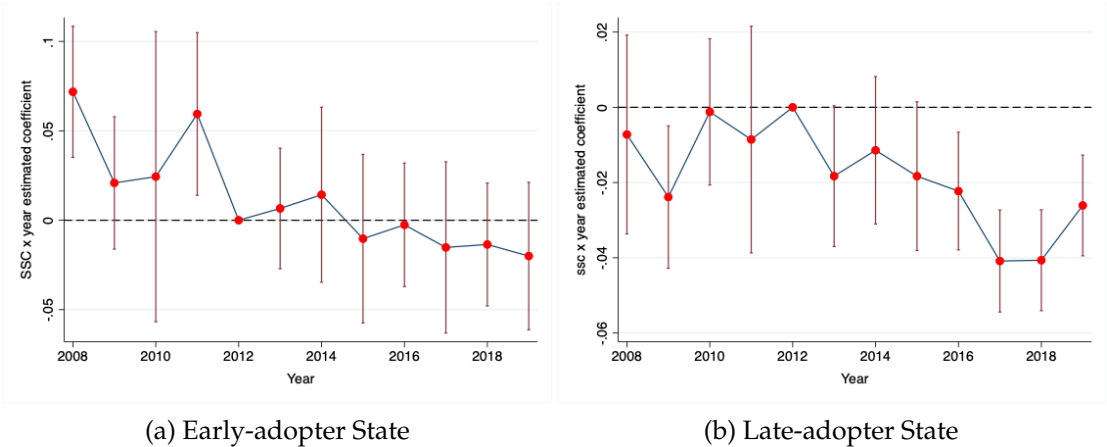 .1
.05
0
-.05
SSC x year estimated coefficient
2008 2010 2012 2014 2016 2018
Year
(a) Early-adopter State
.02
0
-.02
-.04
-.06
ssc x year estimated coefficient
2008 2010 2012 2014 2016 2018
Year
(b) Late-adopter State